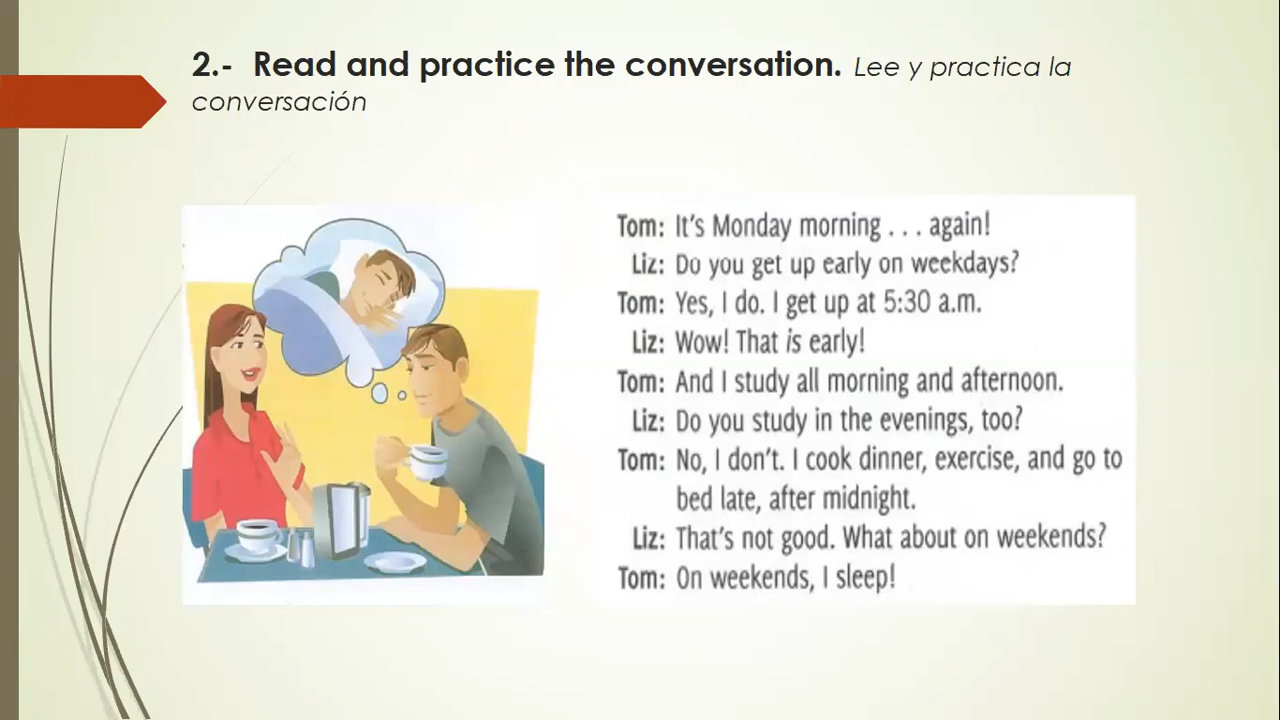 2.- Read and practice the conversation. Lee y practica la
conversación
Tom: It's Monday morning . . . again!
Liz: Do you get up early on weekdays?
Tom: Yes, I do. I get up at 5:30 a.m.
Liz: Wow! That is early!
Tom: And I study all morning and afternoon.
Liz: Do you study in the evenings, too?
Tom: No, I don't. I cook dinner, exercise, and go to
bed late, after midnight.
Liz: That's not good. What about on weekends?
Tom: On weekends, I sleep!